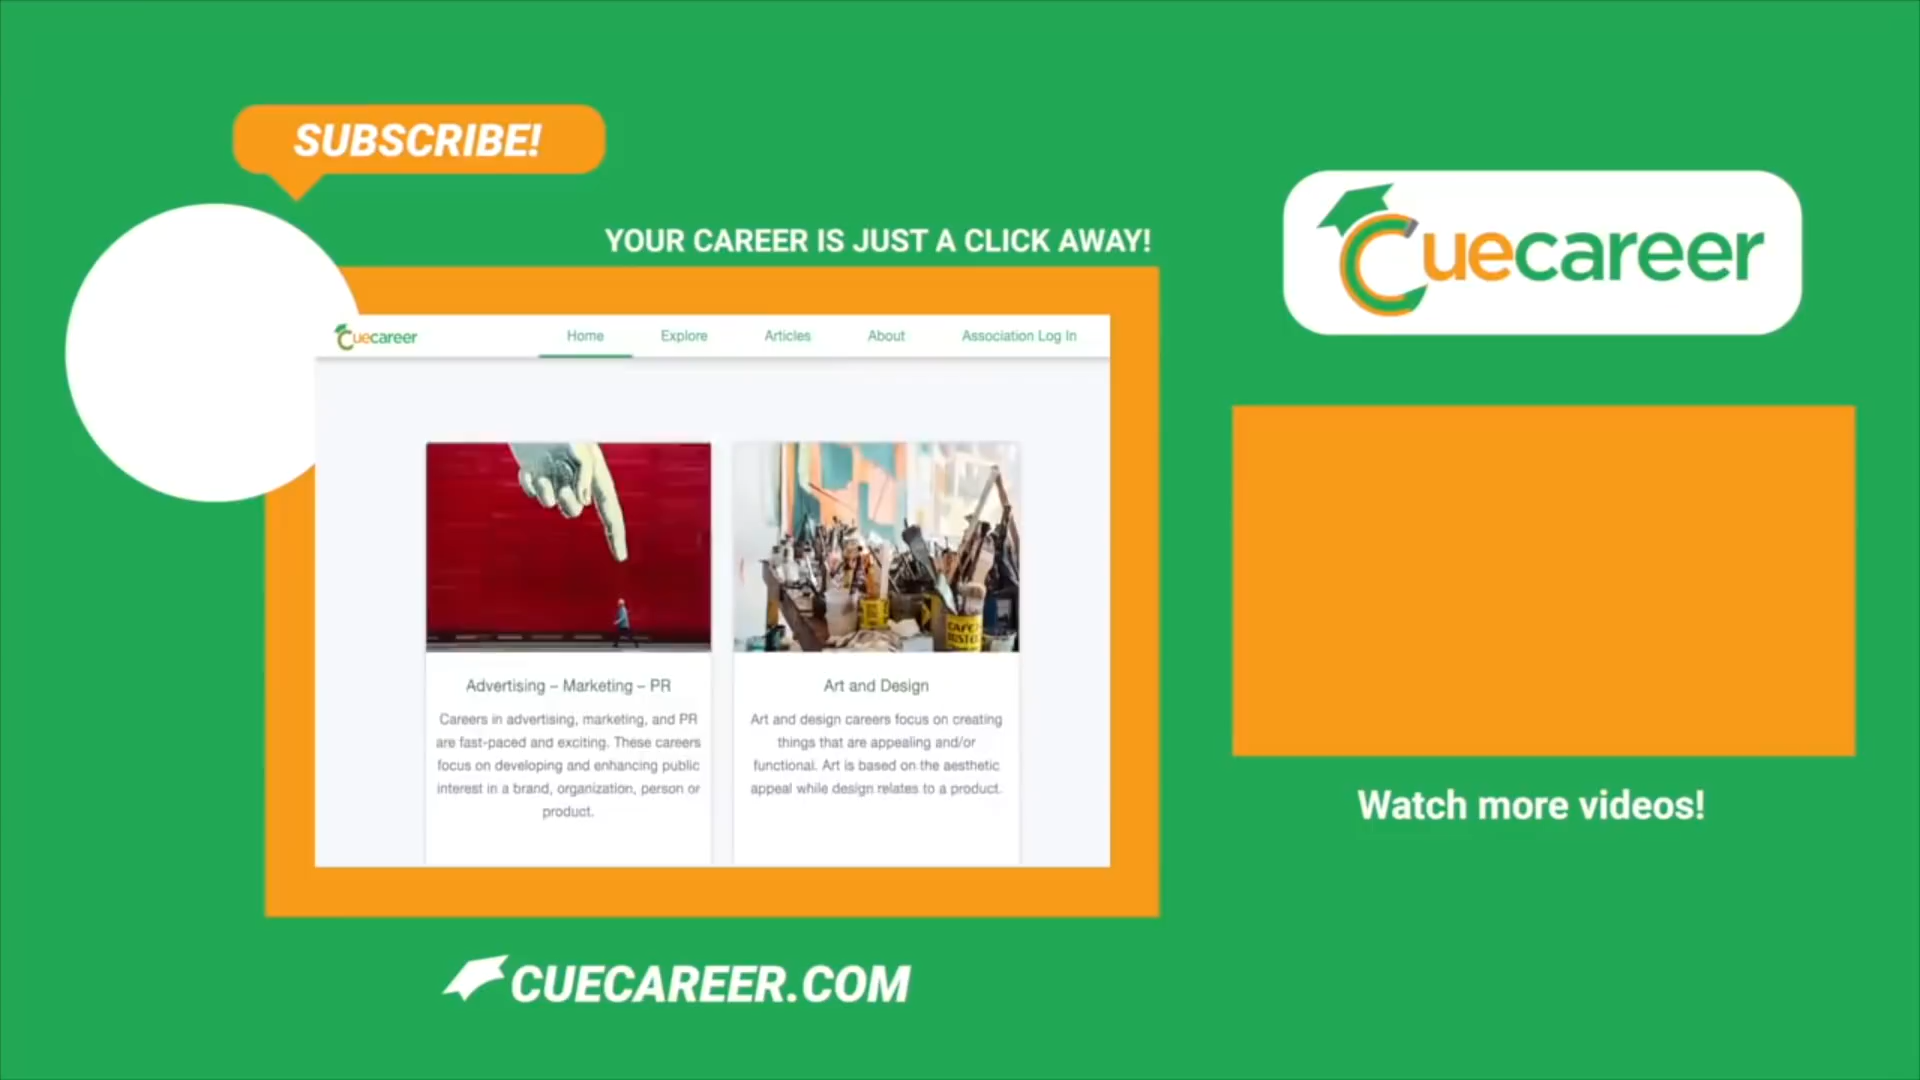 SUBSCRIBE!
YOUR CAREER IS JUST A CLICK AWAY!
Cuecareer
Home Explore Articles About Association Log In
Advertising – Marketing – PR
Careers in advertising, marketing, and PR
are fast-paced and exciting. These careers
focus on developing and enhancing public
interest in a brand, organization, person or
product.
Art and Design
Art and design careers focus on creating
things that are appealing and/or
functional. Art is based on the aesthetic
appeal while design relates to a product.
CUECAREER.COM
Cuecareer
Watch more videos!